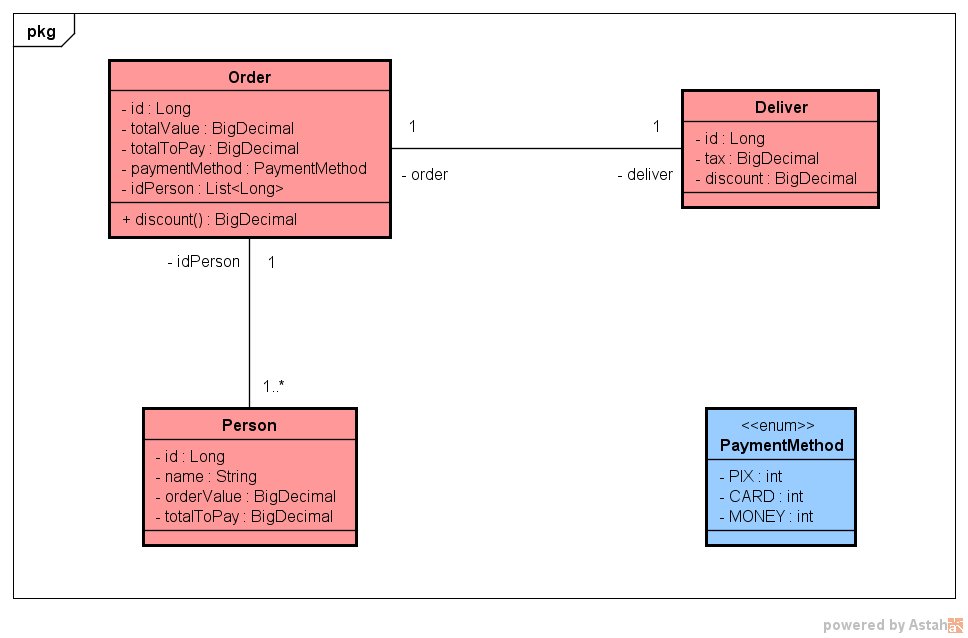 pkg
Order
- id : Long
- totalValue : BigDecimal
- totalToPay : BigDecimal
- paymentMethod : PaymentMethod
- idPerson : List<Long>
+ discount() : BigDecimal
1
1
- order
- deliver
Deliver
- id : Long
- tax : BigDecimal
- discount : BigDecimal
- idPerson
1
1..*
Person
- id : Long
- name : String
- orderValue : BigDecimal
- totalToPay : BigDecimal
<<enum>>
PaymentMethod
- PIX : int
- CARD : int
- MONEY : int
powered by Astah